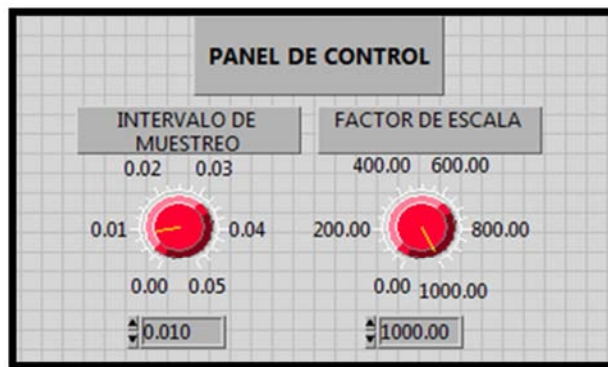 PANEL DE CONTROL
INTERVALO DE
MUESTREO
FACTOR DE ESCALA
0.02 0.03
0.01 0.04
0.00 0.05
0.010
400.00 600.00
200.00 800.00
0.00 1000.00
1000.00